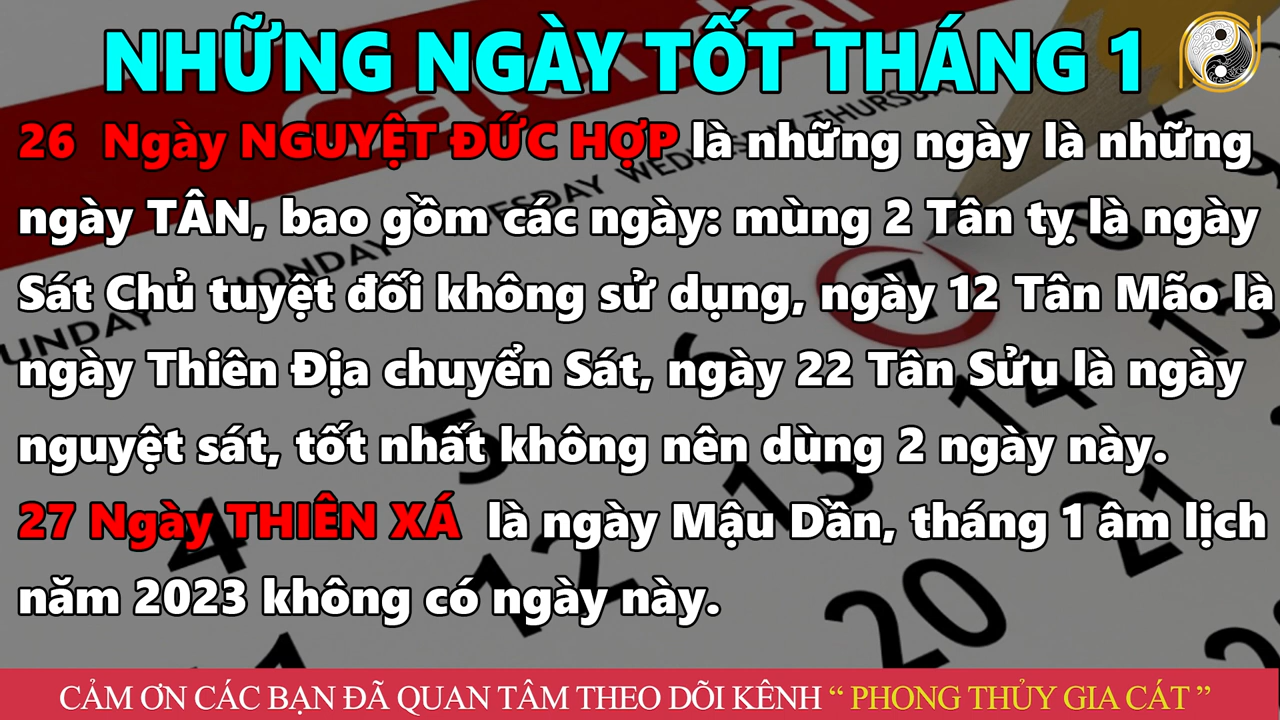 NHỮNG NGÀY TỐT THÁNG 1
26 Ngày NGUYỆT ĐỨC HỢP là những ngày là những
ngày TÂN, bao gồm các ngày: mùng 2 Tân tỵ là ngày
Sát Chủ tuyệt đối không sử dụng, ngày 12 Tân Mão là
ngày Thiên Địa chuyển Sát, ngày 22 Tân Sửu là ngày
nguyệt sát, tốt nhất không nên dùng 2 ngày này.
27 Ngày THIÊN XÁ là ngày Mậu Dần, tháng 1 âm lịch
năm 2023 không có ngày này.
CẢM ƠN CÁC BẠN ĐÃ QUAN TÂM THEO DÕI KÊNH “ PHONG THỦY GIA CÁT ”